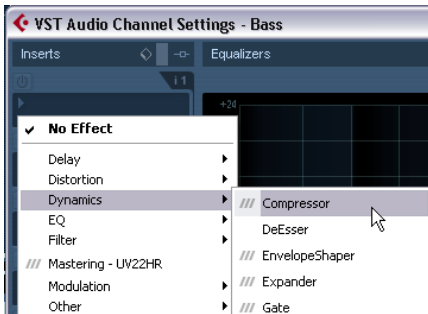 VST Audio Channel Settings - Bass
Inserts
Equalizers
i1
+24
No Effect
Delay
Distortion
Dynamics
EQ
Filter
/// Mastering - UV22HR
Modulation
Other
/// Compressor
DeEsser
/// EnvelopeShaper
/// Expander
/// Gate